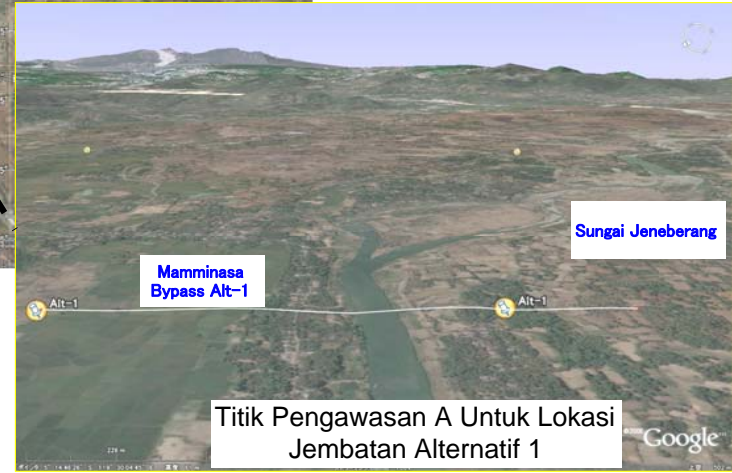 Sungai Jeneberang
Mamminasa
Bypass Alt-1
Alt-1
Alt-1
Titik Pengawasan A Untuk Lokasi
Jembatan Alternatif 1
Google